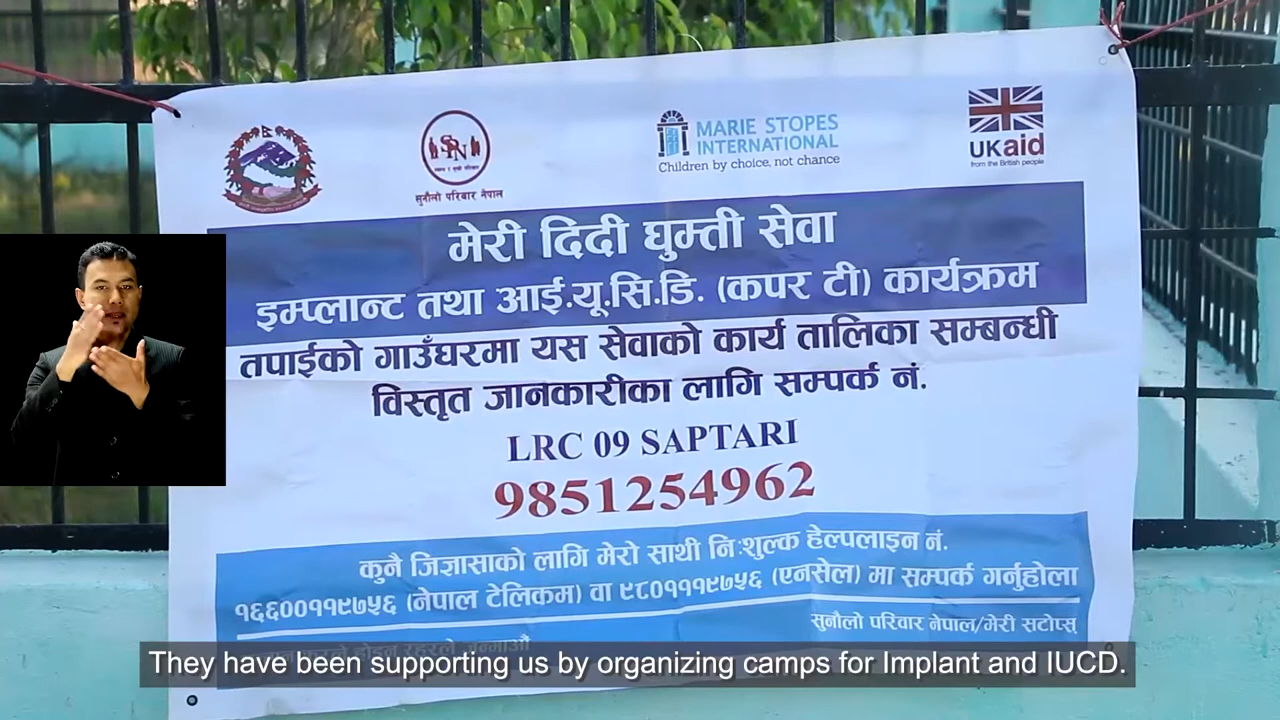 SPN
सुनौलो परिवार नेपाल
MARIE STOPES
INTERNATIONAL
Children by choice, not chance
UKaid
from the British people
मेरी दिदी घुम्ती सेवा
इम्प्लान्ट तथा आई.यू.सि.डि. (कपर टी) कार्यक्रम
तपाईको गाउँघरमा यस सेवाको कार्य तालिका सम्बन्धी
विस्तृत जानकारीका लागि सम्पर्क नं.
LRC 09 SAPTARI
9851254962
कुनै जिज्ञासाको लागि मेरो साथी निःशुल्क हेल्पलाइन नं.
१६६००११९७५६ (नेपाल टेलिकम) वा ९८०१११९७५६ (एनसेल) मा सम्पर्क गर्नुहोला
सुनौलो परिवार नेपाल/मेरी सटोप्स्
They have been supporting us by organizing camps for Implant and IUCD.